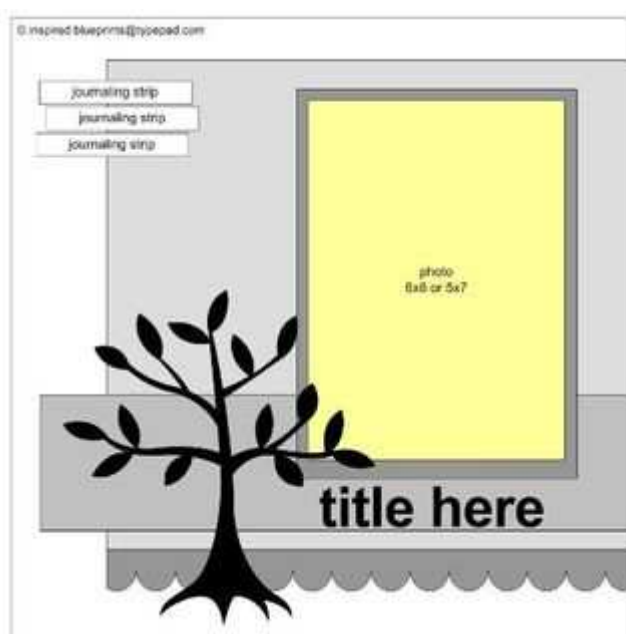 © inspired blueprints@typepad.com
journaling strip
journaling strip
journaling strip
photo
6x8 or 5x7
title here